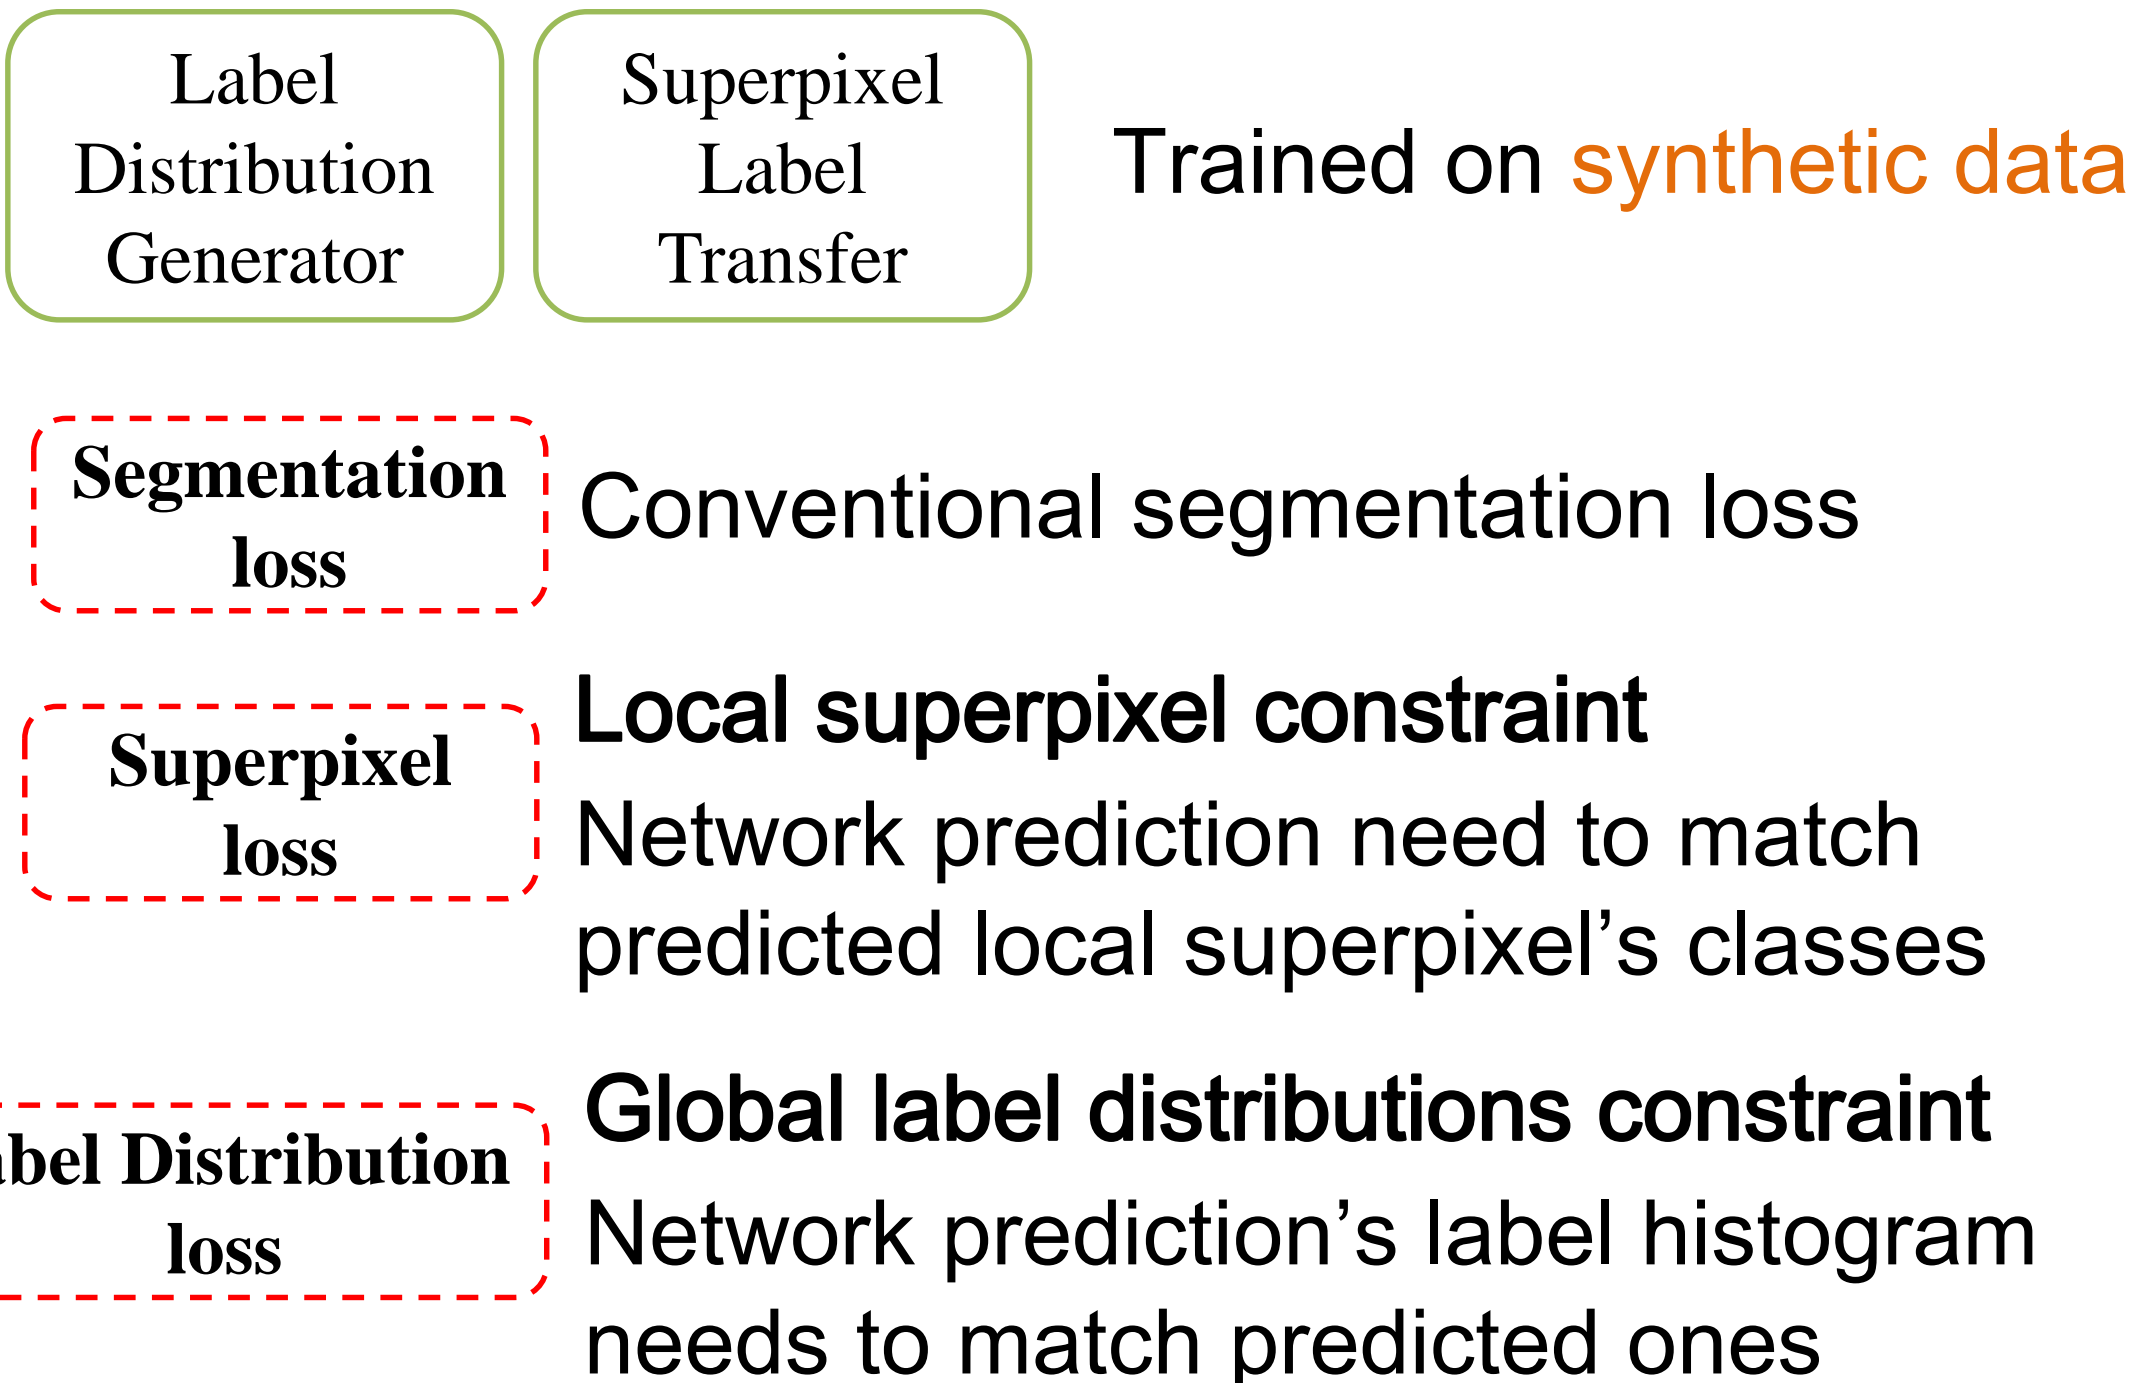 Label
Distribution
Generator
Superpixel
Label
Transfer
Trained on synthetic data
Segmentation
loss
Conventional segmentation loss
Superpixel
loss
Local superpixel constraint
Network prediction need to match
predicted local superpixel’s classes
bel Distribution
loss
Global label distributions constraint
Network prediction’s label histogram
needs to match predicted ones